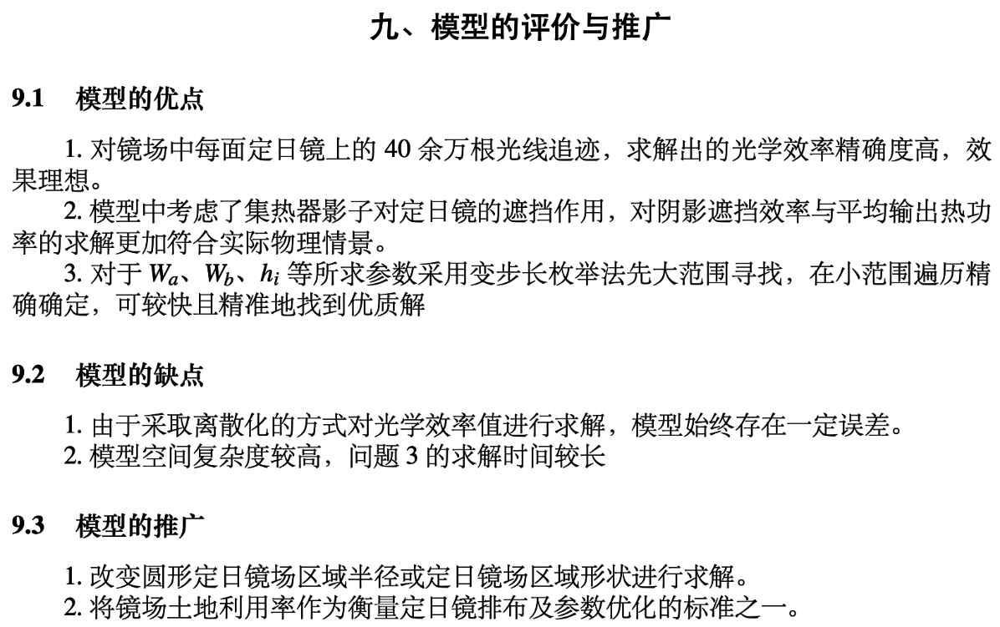 九、模型的评价与推广
9.1 模型的优点
1. 对镜场中每面定日镜上的 40 余万根光线追迹，求解出的光学效率精确度高，效
果理想。
2. 模型中考虑了集热器影子对定日镜的遮挡作用，对阴影遮挡效率与平均输出热功
率的求解更加符合实际物理情景。
3. 对于 Wa、Wb、hi 等所求参数采用变步长枚举法先大范围寻找，在小范围遍历精
确确定，可较快且精准地找到优质解
9.2 模型的缺点
1. 由于采取离散化的方式对光学效率值进行求解，模型始终存在一定误差。
2. 模型空间复杂度较高，问题 3 的求解时间较长
9.3 模型的推广
1. 改变圆形定日镜场区域半径或定日镜场区域形状进行求解。
2. 将镜场土地利用率作为衡量定日镜排布及参数优化的标准之一。